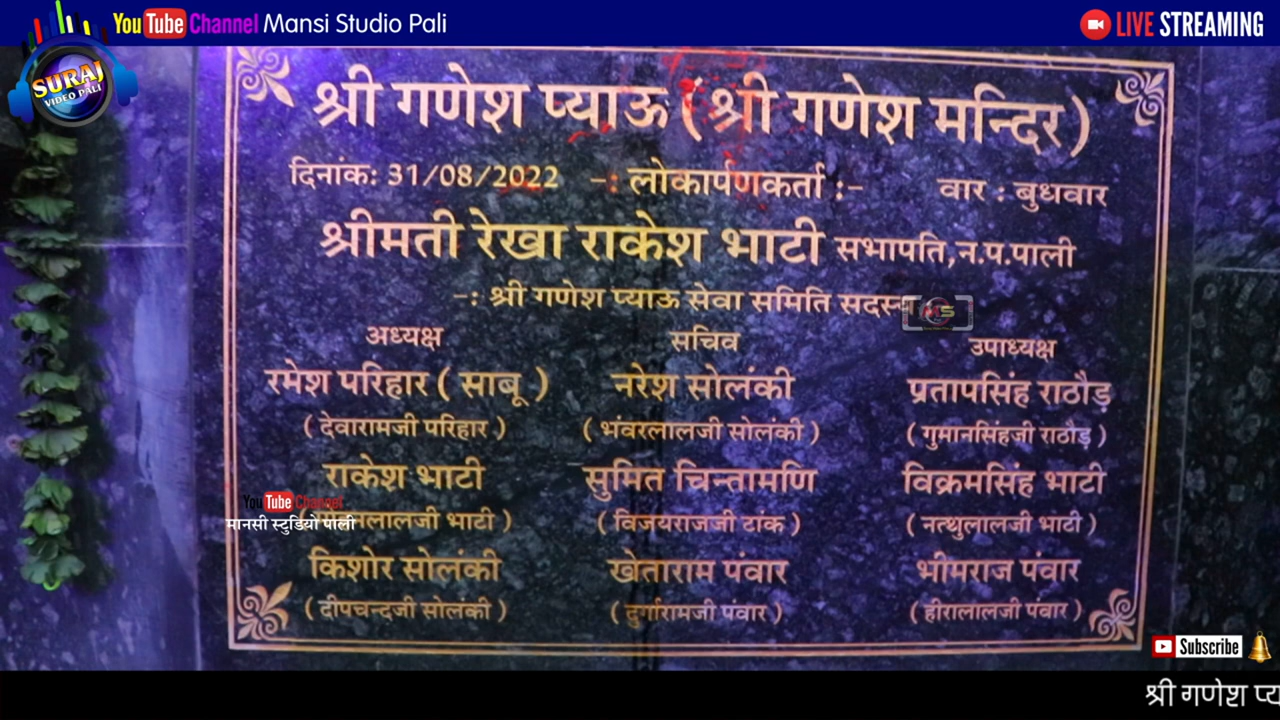 YouTube Channel Mansi Studio Pali
LIVE STREAMING
SURAJ
VIDEO PALI
श्री गणेश प्याऊ ( श्री गणेश मन्दिर )
दिनांक: 31/08/2022 -: लोकार्पणकर्ता :- वार : बुधवार
श्रीमती रेखा राकेश भाटी सभापति,न.प.पाली
-: श्री गणेश प्याऊ सेवा समिति
MS
अध्यक्ष सचिव उपाध्यक्ष
रमेश परिहार ( साबू ) नरेश सोलंकी प्रतापसिंह राठौड़
( देवारामजी परिहार ) ( भंवरलालजी सोलंकी ) ( गुमानसिंहजी राठौड़ )
राकेश भाटी सुमित चिन्तामणि विक्रमसिंह भाटी
YouTube Channel
मानसी स्टुडियो पाली
भाटी ) ( विजयराजजी टाक ) ( नत्थुलालजी भाटी )
किशोर सोलंकी खेताराम पंवार भीमराज पंवार
( दीपचन्दजी सोलंकी ) ( दुर्गारामजी पंवार ) ( हीरालालजी पंवार )
Subscribe
श्री गणेश